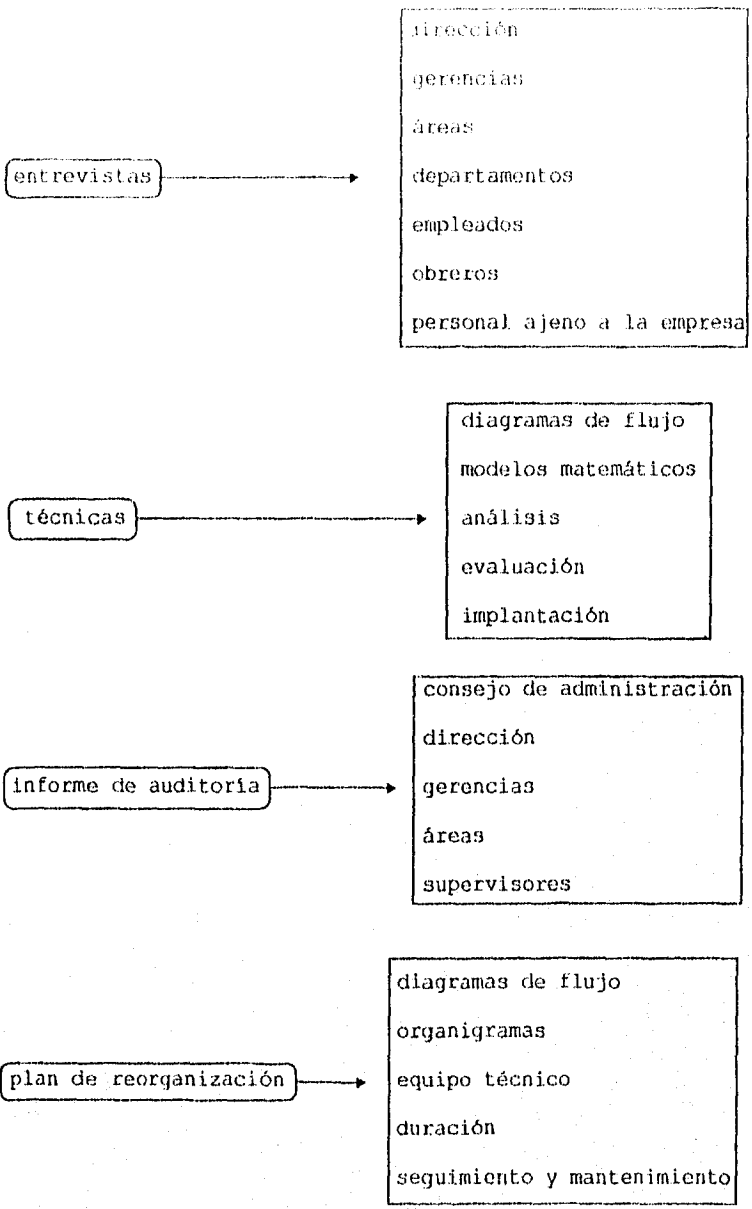 dirección
gerencias
áreas
entrevistas
departamentos
empleados
obreros
personal ajeno a la empresa
diagramas de flujo
modelos matemáticos
técnicas
análisis
evaluación
implantación
consejo de administración
dirección
informe de auditoría
gerencias
áreas
supervisores
diagramas de flujo
organigramas
plan de reorganización
equipo técnico
duración
seguimiento y mantenimiento